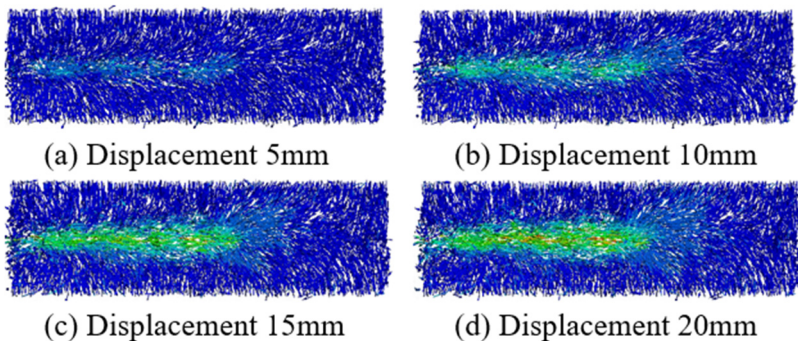 (a) Displacement 5mm
(b) Displacement 10mm
(c) Displacement 15mm
(d) Displacement 20mm